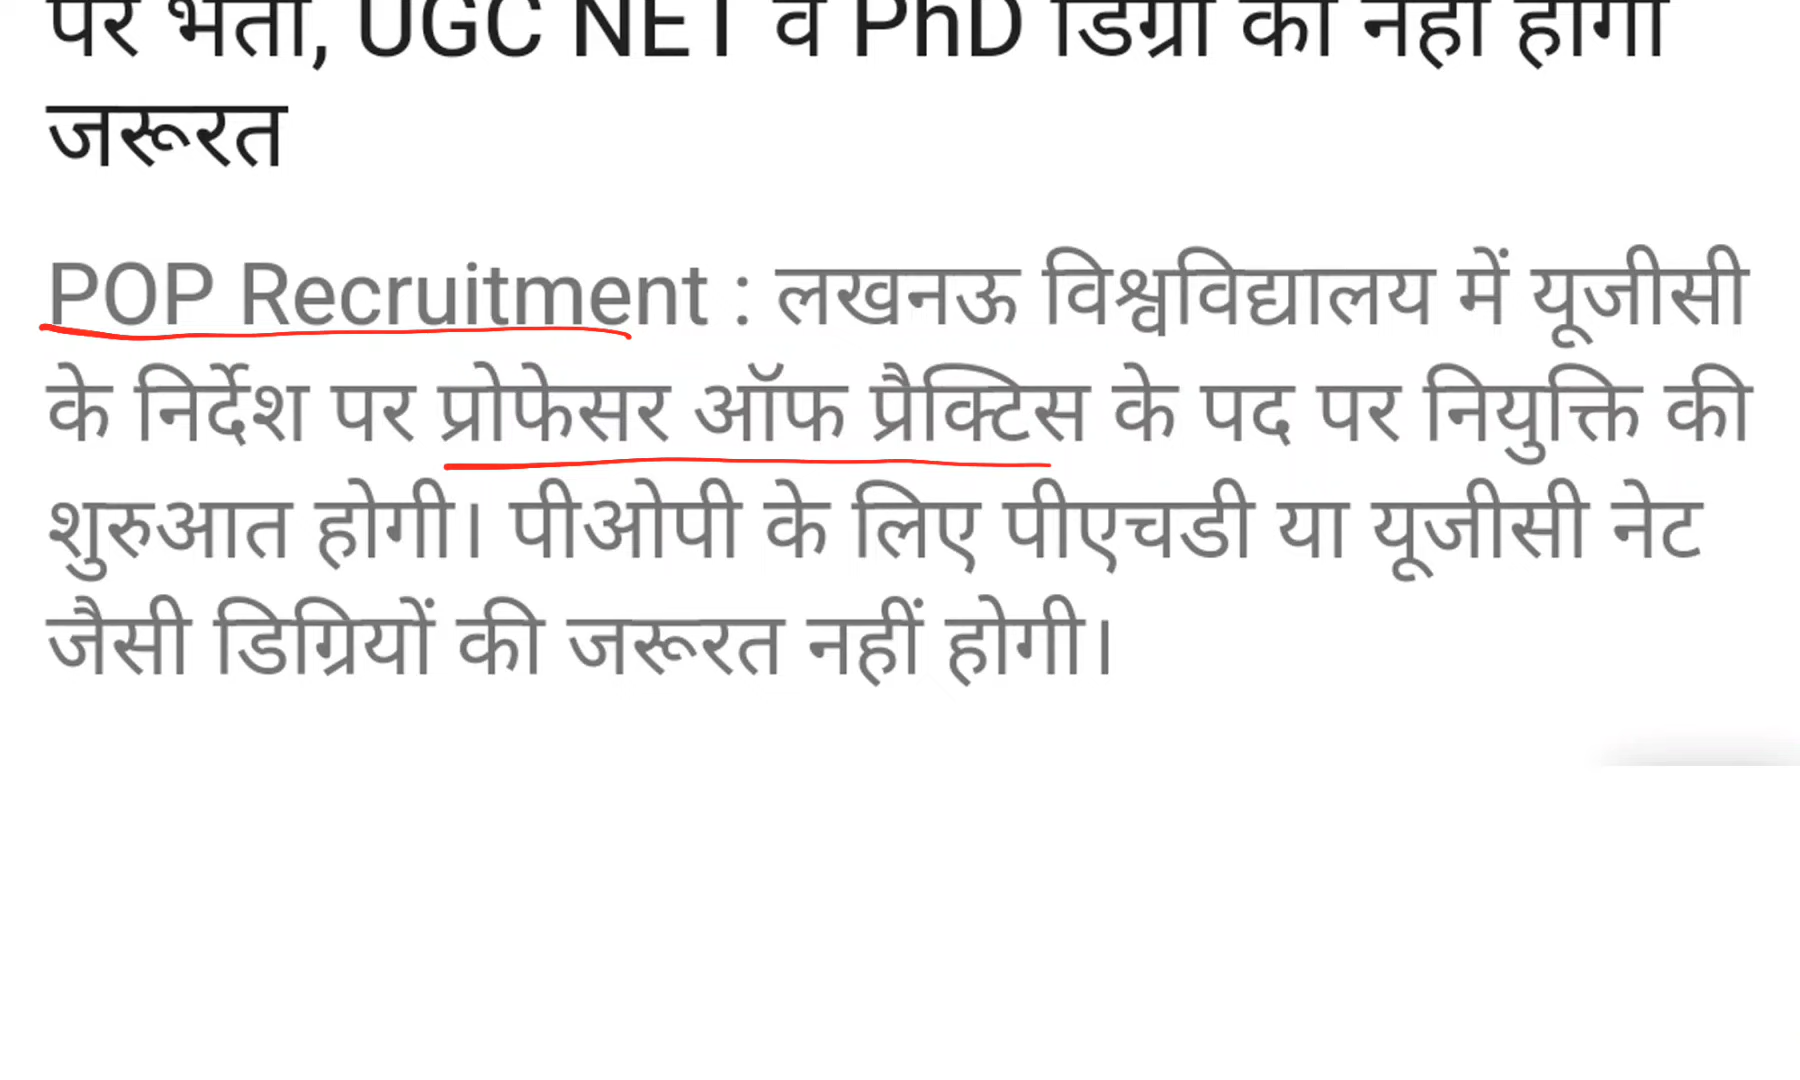 पर भर्ती, UGC NET व PhD डिग्री की नहीं होगी
जरूरत
POP Recruitment : लखनऊ विश्वविद्यालय में यूजीसी
के निर्देश पर प्रोफेसर ऑफ प्रैक्टिस के पद पर नियुक्ति की
शुरुआत होगी। पीओपी के लिए पीएचडी या यूजीसी नेट
जैसी डिग्रियों की जरूरत नहीं होगी।